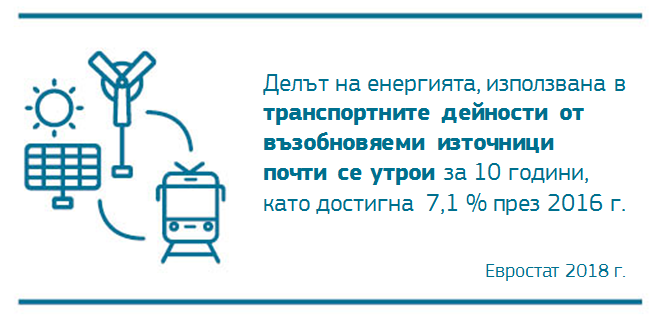 Делът на енергията, използвана в
транспортните дейности от
възобновяеми източници
почти се утрои за 10 години,
като достигна 7,1 % през 2016 г.
Евростат 2018 г.